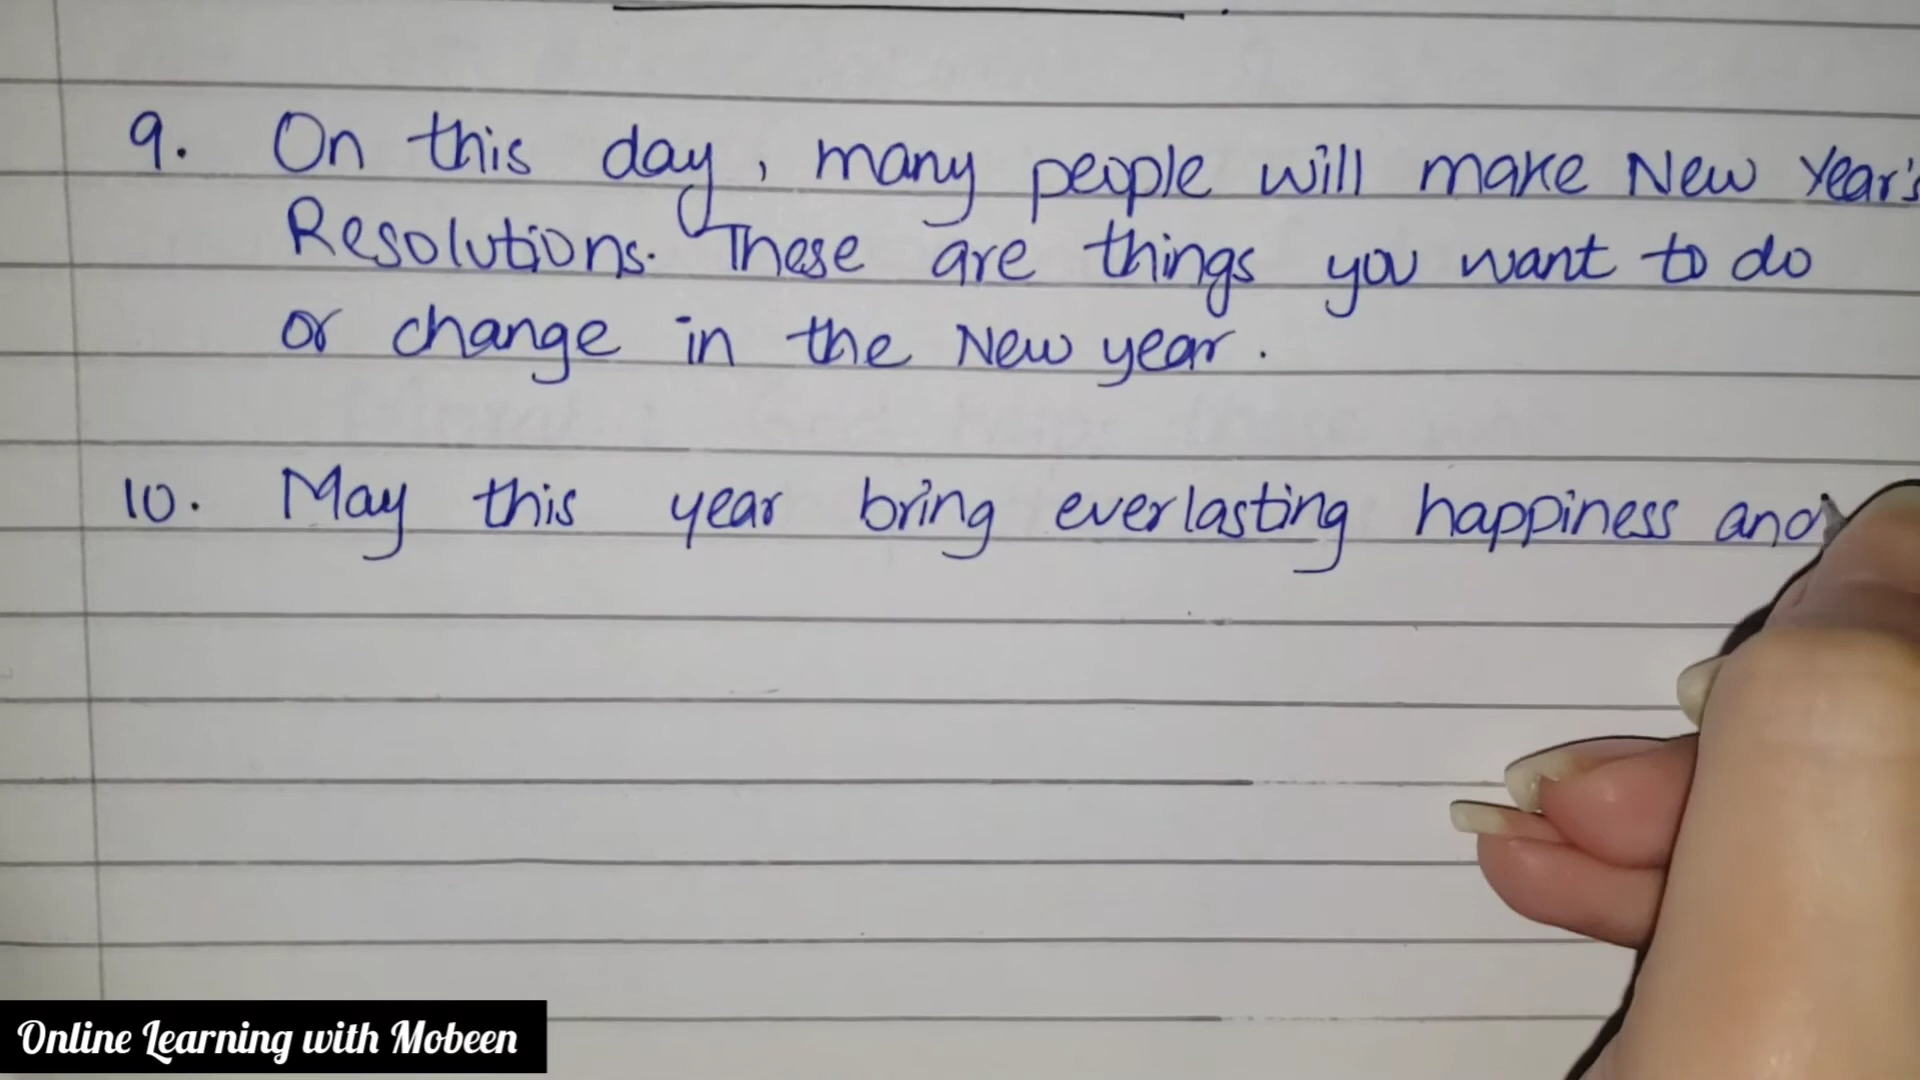 9. On this day, many people will make New Year's
Resolutions. These are things you want to do
or change in the New year.
10. May this year bring everlasting happiness and
Online Learning with Mobeen